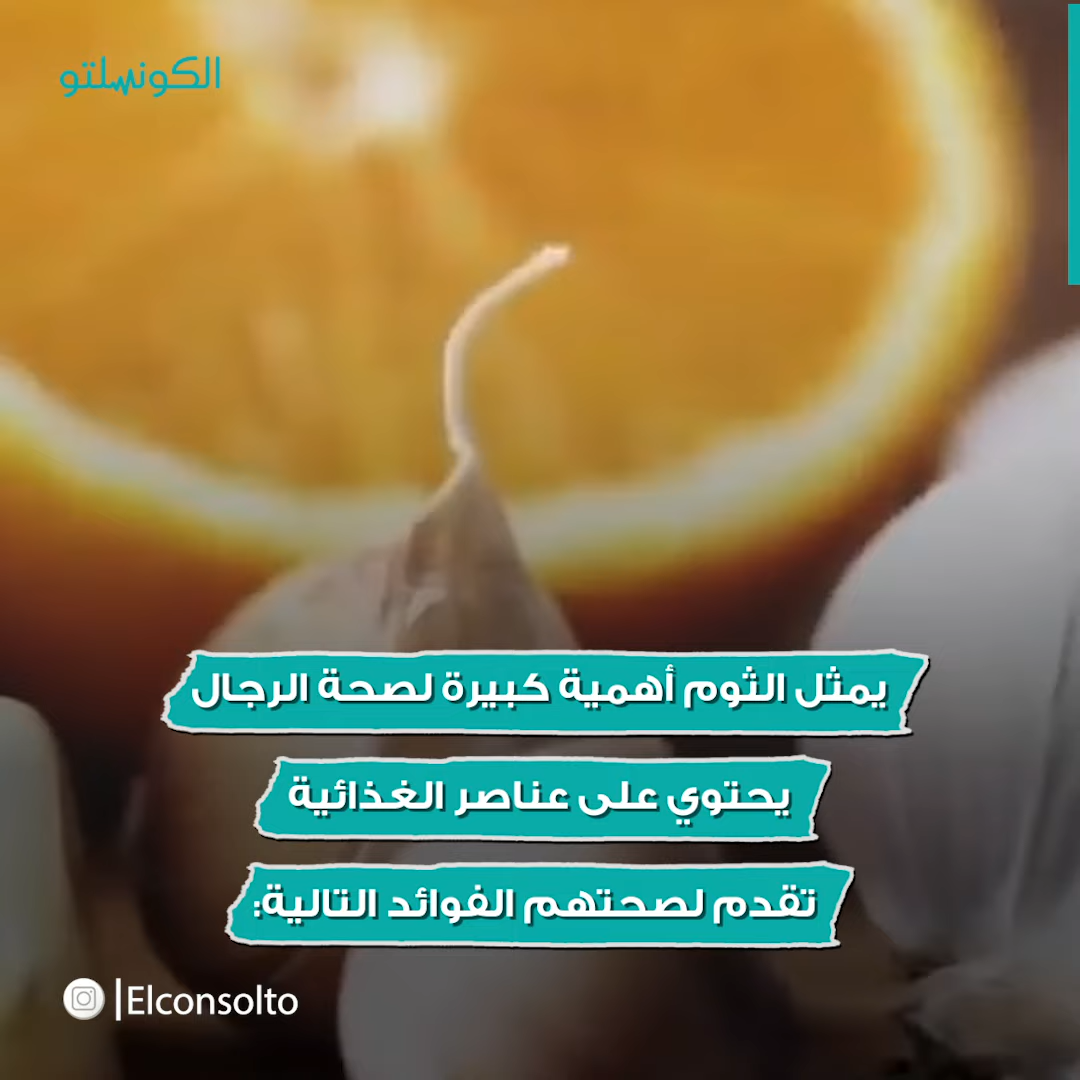 الكونسلتو
يمثل الثوم أهمية كبيرة لصحة الرجال
يحتوي على عناصر الغذائية
تقدم لصحتهم الفوائد التالية:
|Elconsolto